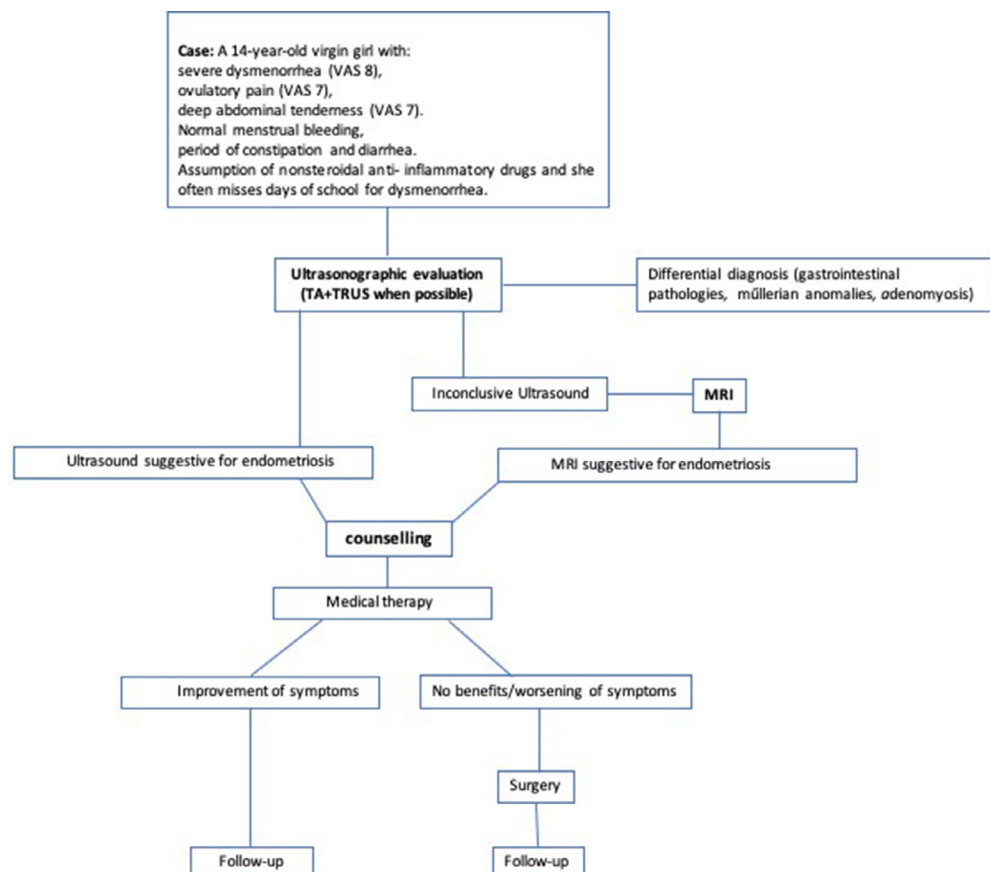 Case: A 14-year-old virgin girl with:
severe dysmenorrhea (VAS 8),
ovulatory pain (VAS 7),
deep abdominal tenderness (VAS 7).
Normal menstrual bleeding,
period of constipation and diarrhea.
Assumption of nonsteroidal anti- inflammatory drugs and she
often misses days of school for dysmenorrhea.
Ultrasonographic evaluation
(TA+TRUS when possible)
Differential diagnosis (gastrointestinal
pathologies, műllerian anomalies, adenomyosis)
Inconclusive Ultrasound
MRI
Ultrasound suggestive for endometriosis
MRI suggestive for endometriosis
counselling
Medical therapy
Improvement of symptoms
No benefits/worsening of symptoms
Surgery
Follow-up
Follow-up